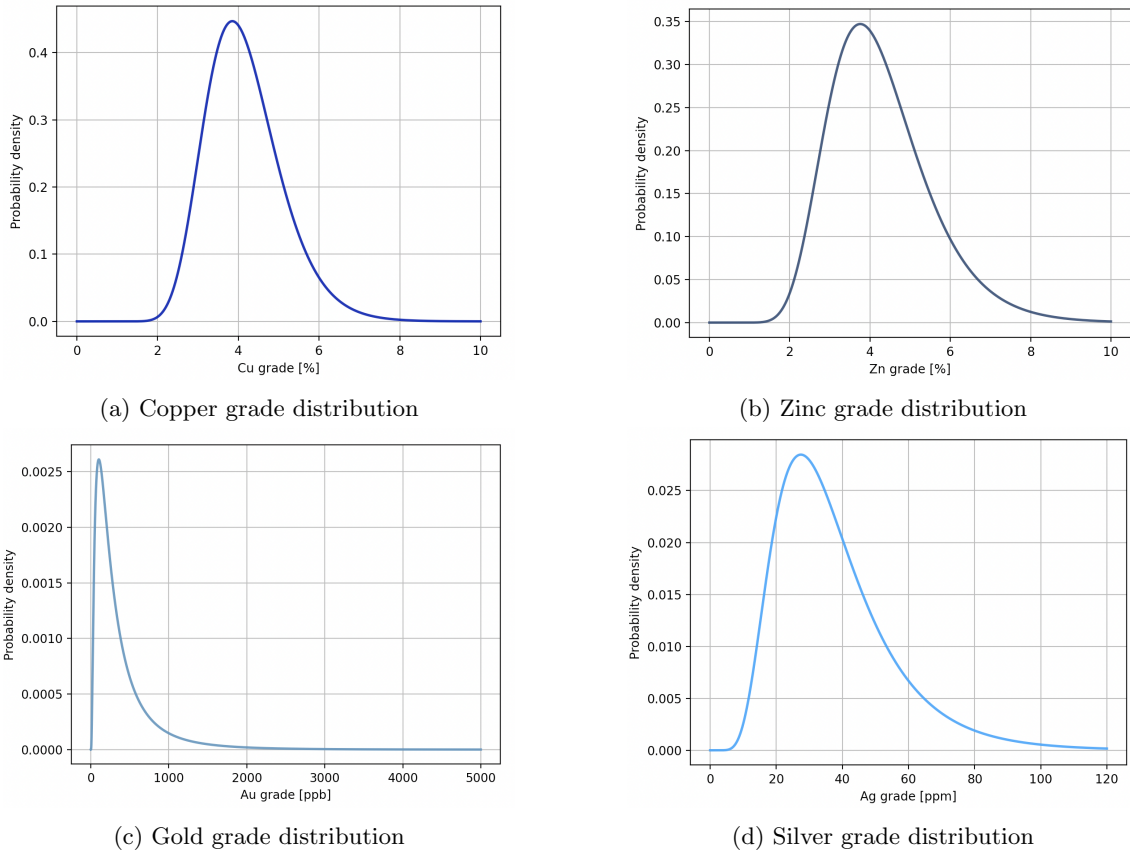 0.4
0.3
0.2
0.1
0.0
Probability density
0 2 4 6 8 10
Cu grade [%]
(a) Copper grade distribution
0.35
0.30
0.25
0.20
0.15
0.10
0.05
0.00
Probability density
0 2 4 6 8 10
Zn grade [%]
(b) Zinc grade distribution
0.0025
0.0020
0.0015
0.0010
0.0005
0.0000
Probability density
0 1000 2000 3000 4000 5000
Au grade [ppb]
(c) Gold grade distribution
0.025
0.020
0.015
0.010
0.005
0.000
Probability density
0 20 40 60 80 100 120
Ag grade [ppm]
(d) Silver grade distribution